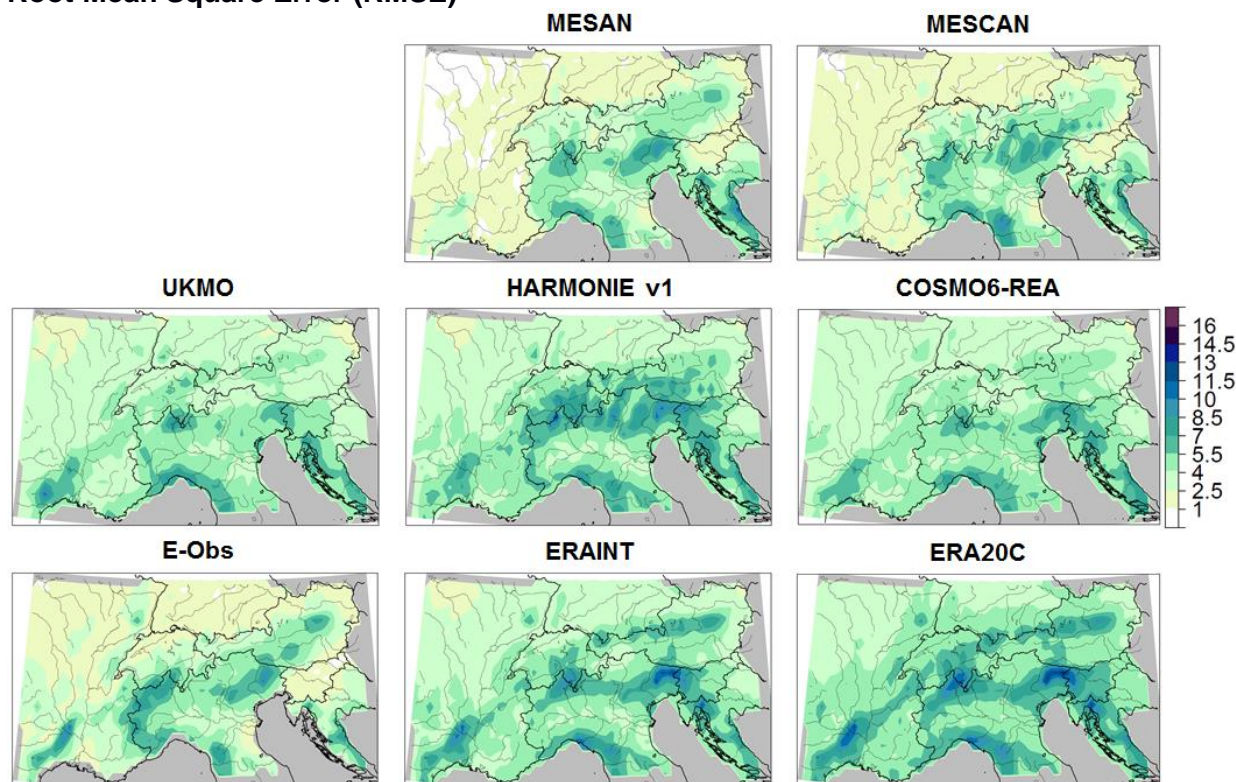 Root Mean Square Error (RMSE)
MESAN MESCAN
UKMO HARMONIE v1 COSMO6-REA
16
14.5
13
11.5
10
8.5
7
5.5
4
2.5
1
E-Obs ERAINT ERA20C